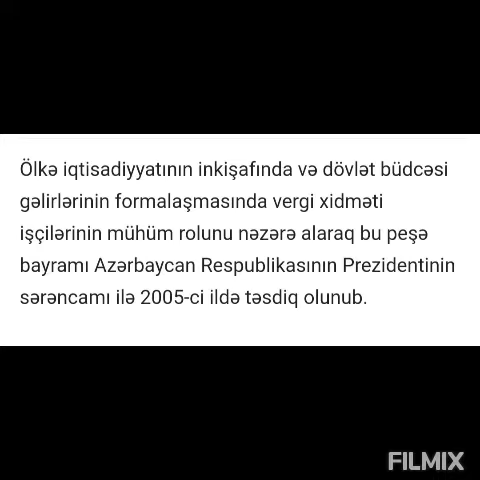 Ölkə iqtisadiyyatının inkişafında və dövlət büdcəsi
gəlirlərinin formalaşmasında vergi xidməti
işçilərinin mühüm rolunu nəzərə alaraq bu peşə
bayramı Azərbaycan Respublikasının Prezidentinin
sərəncamı ilə 2005-ci ildə təsdiq olunub.
FILMIX